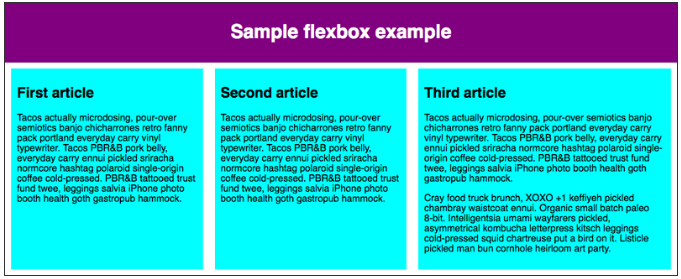 Sample flexbox example
First article
Tacos actually microdosing, pour-over
semiotics banjo chicharrones retro fanny
pack portland everyday carry vinyl
typewriter. Tacos PBR&B pork belly,
everyday carry ennui pickled sriracha
normcore hashtag polaroid single-origin
coffee cold-pressed. PBR&B tattooed trust
fund twee, leggings salvia iPhone photo
booth health goth gastropub hammock.
Second article
Tacos actually microdosing, pour-over
semiotics banjo chicharrones retro fanny
pack portland everyday carry vinyl
typewriter. Tacos PBR&B pork belly,
everyday carry ennui pickled sriracha
normcore hashtag polaroid single-origin
coffee cold-pressed. PBR&B tattooed trust
fund twee, leggings salvia iPhone photo
booth health goth gastropub hammock.
Third article
Tacos actually microdosing, pour-over semiotics banjo
chicharrones retro fanny pack portland everyday carry
vinyl typewriter. Tacos PBR&B pork belly, everyday carry
ennui pickled sriracha normcore hashtag polaroid single-
origin coffee cold-pressed. PBR&B tattooed trust fund
twee, leggings salvia iPhone photo booth health goth
gastropub hammock.
Cray food truck brunch, XOXO +1 keffiyeh pickled
chambray waistcoat ennui. Organic small batch paleo
8-bit. Intelligentsia umami wayfarers pickled,
asymmetrical kombucha letterpress kitsch leggings
cold-pressed squid chartreuse put a bird on it. Listicle
pickled man bun cornhole heirloom art party.